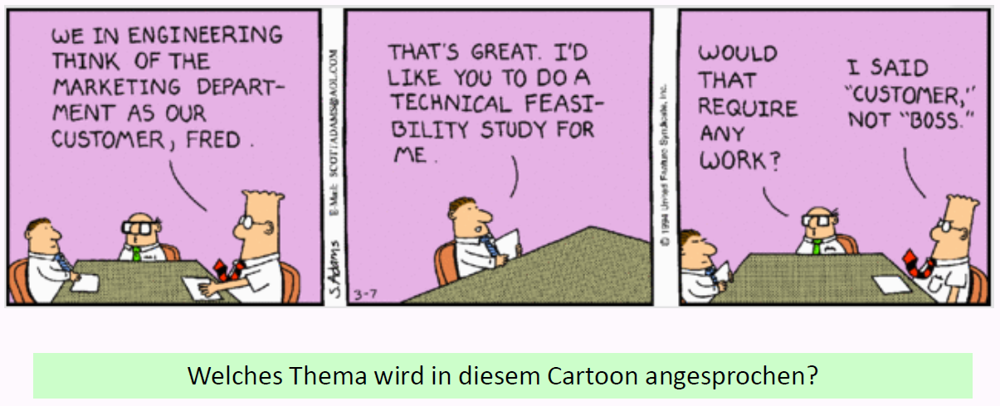 WE IN ENGINEERING
THINK OF THE
MARKETING DEPART-
MENT AS OUR
CUSTOMER, FRED.
S.Adams E-Mail: SCOTTADAMS@AOL.COM
THAT'S GREAT. I'D
LIKE YOU TO DO A
TECHNICAL FEASI-
BILITY STUDY FOR
ME.
3-7
© 1994 United Feature Syndicate, Inc.
WOULD
THAT
REQUIRE
ANY
WORK?
I SAID
"CUSTOMER,"
NOT "BOSS."
Welches Thema wird in diesem Cartoon angesprochen?